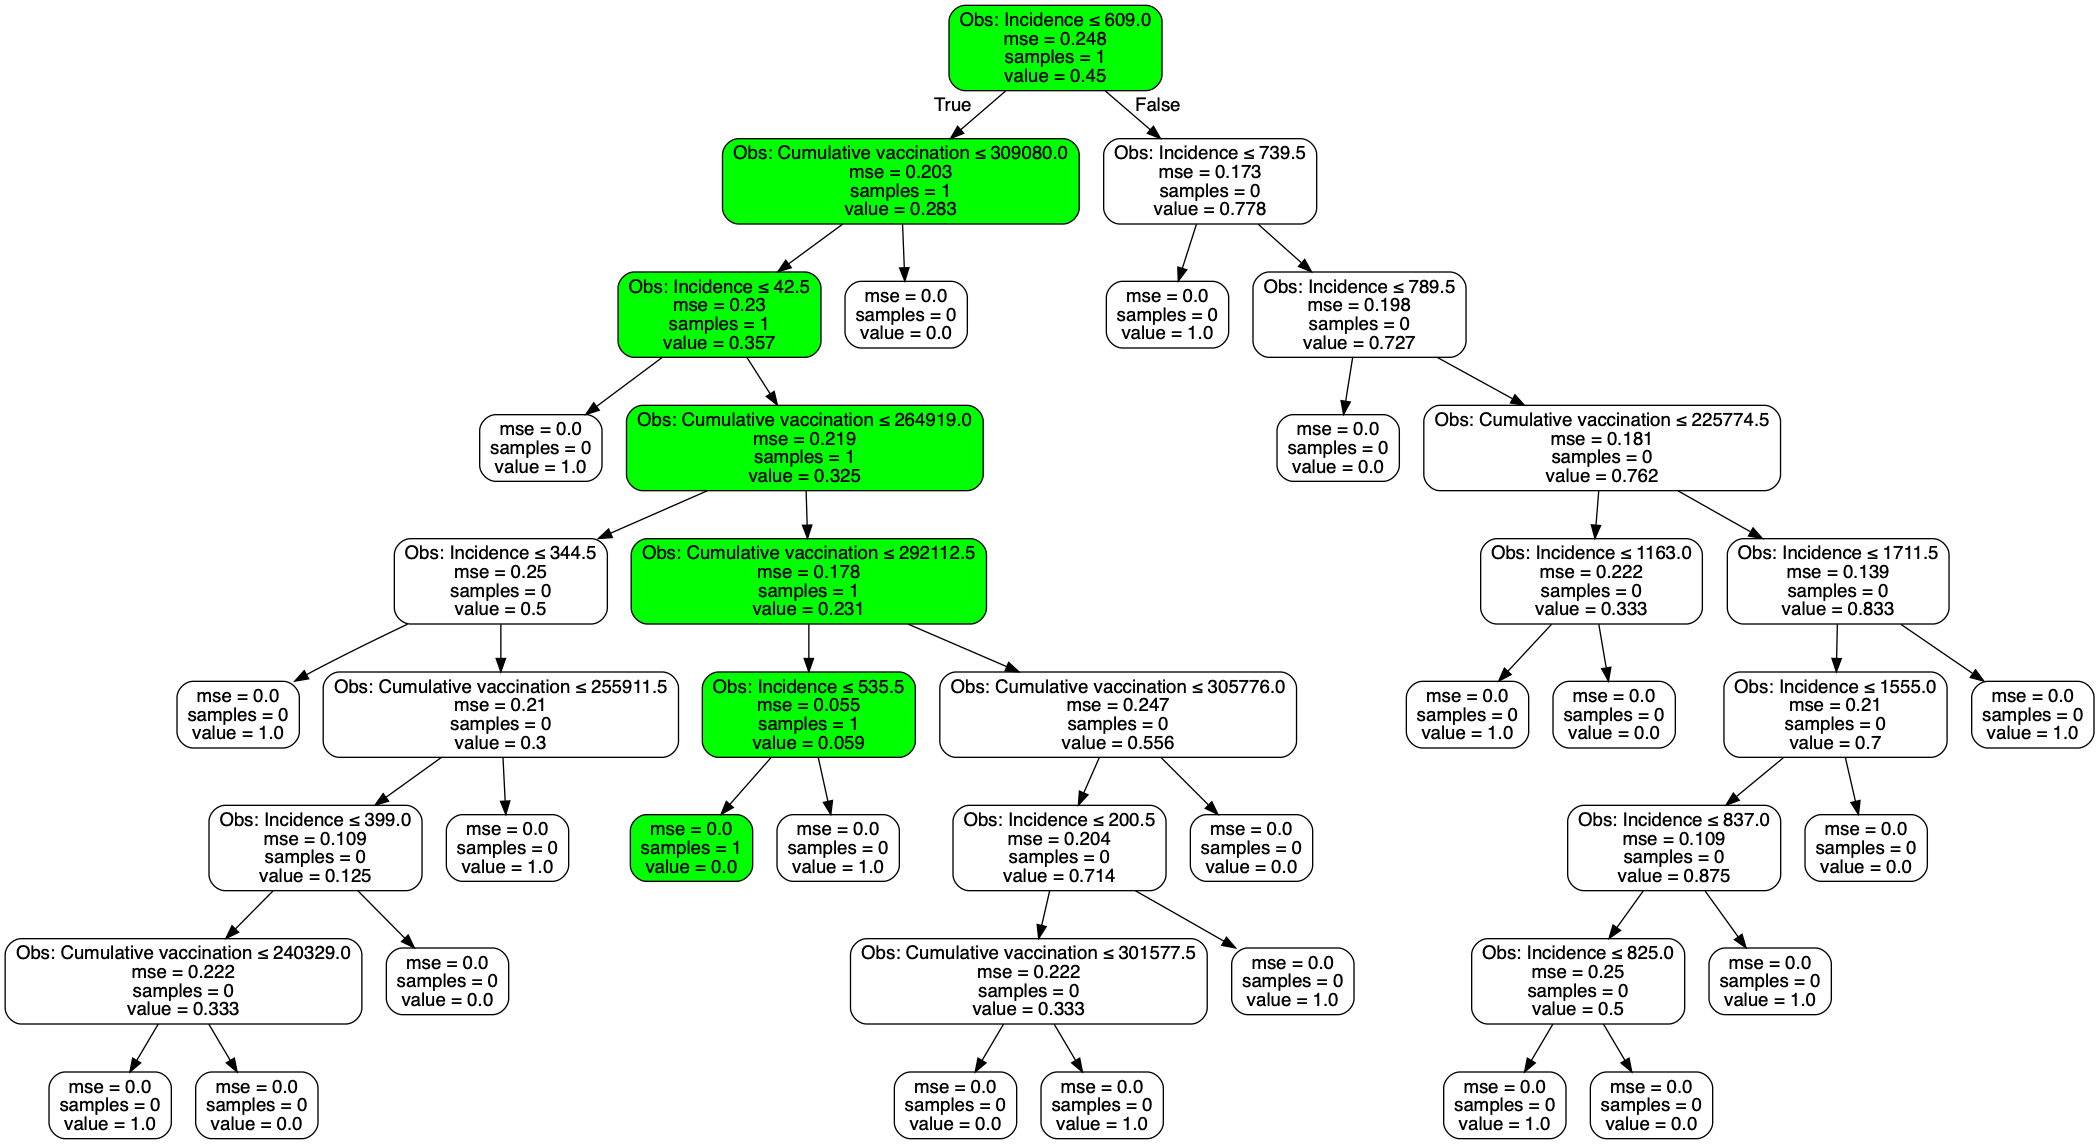 Obs: Incidence ≤ 609.0
mse = 0.248
samples = 1
value = 0.45
True
False
Obs: Cumulative vaccination ≤ 309080.0
mse = 0.203
samples = 1
value = 0.283
Obs: Incidence ≤ 739.5
mse = 0.173
samples = 0
value = 0.778
Obs: Incidence ≤ 42.5
mse = 0.23
samples = 1
value = 0.357
mse = 0.0
samples = 0
value = 0.0
mse = 0.0
samples = 0
value = 1.0
Obs: Incidence ≤ 789.5
mse = 0.198
samples = 0
value = 0.727
mse = 0.0
samples = 0
value = 1.0
Obs: Cumulative vaccination ≤ 264919.0
mse = 0.219
samples = 1
value = 0.325
mse = 0.0
samples = 0
value = 0.0
Obs: Cumulative vaccination ≤ 225774.5
mse = 0.181
samples = 0
value = 0.762
Obs: Incidence ≤ 344.5
mse = 0.25
samples = 0
value = 0.5
Obs: Cumulative vaccination ≤ 292112.5
mse = 0.178
samples = 1
value = 0.231
Obs: Incidence ≤ 1163.0
mse = 0.222
samples = 0
value = 0.333
Obs: Incidence ≤ 1711.5
mse = 0.139
samples = 0
value = 0.833
mse = 0.0
samples = 0
value = 1.0
Obs: Cumulative vaccination ≤ 255911.5
mse = 0.21
samples = 0
value = 0.3
Obs: Incidence ≤ 535.5
mse = 0.055
samples = 1
value = 0.059
Obs: Cumulative vaccination ≤ 305776.0
mse = 0.247
samples = 0
value = 0.556
mse = 0.0
samples = 0
value = 1.0
mse = 0.0
samples = 0
value = 0.0
Obs: Incidence ≤ 1555.0
mse = 0.21
samples = 0
value = 0.7
mse = 0.0
samples = 0
value = 1.0
Obs: Incidence ≤ 399.0
mse = 0.109
samples = 0
value = 0.125
mse = 0.0
samples = 0
value = 1.0
mse = 0.0
samples = 1
value = 0.0
mse = 0.0
samples = 0
value = 1.0
Obs: Incidence ≤ 200.5
mse = 0.204
samples = 0
value = 0.714
mse = 0.0
samples = 0
value = 0.0
Obs: Incidence ≤ 837.0
mse = 0.109
samples = 0
value = 0.875
mse = 0.0
samples = 0
value = 0.0
Obs: Cumulative vaccination ≤ 240329.0
mse = 0.222
samples = 0
value = 0.333
mse = 0.0
samples = 0
value = 0.0
Obs: Cumulative vaccination ≤ 301577.5
mse = 0.222
samples = 0
value = 0.333
mse = 0.0
samples = 0
value = 1.0
Obs: Incidence ≤ 825.0
mse = 0.25
samples = 0
value = 0.5
mse = 0.0
samples = 0
value = 1.0
mse = 0.0
samples = 0
value = 1.0
mse = 0.0
samples = 0
value = 0.0
mse = 0.0
samples = 0
value = 0.0
mse = 0.0
samples = 0
value = 1.0
mse = 0.0
samples = 0
value = 1.0
mse = 0.0
samples = 0
value = 0.0